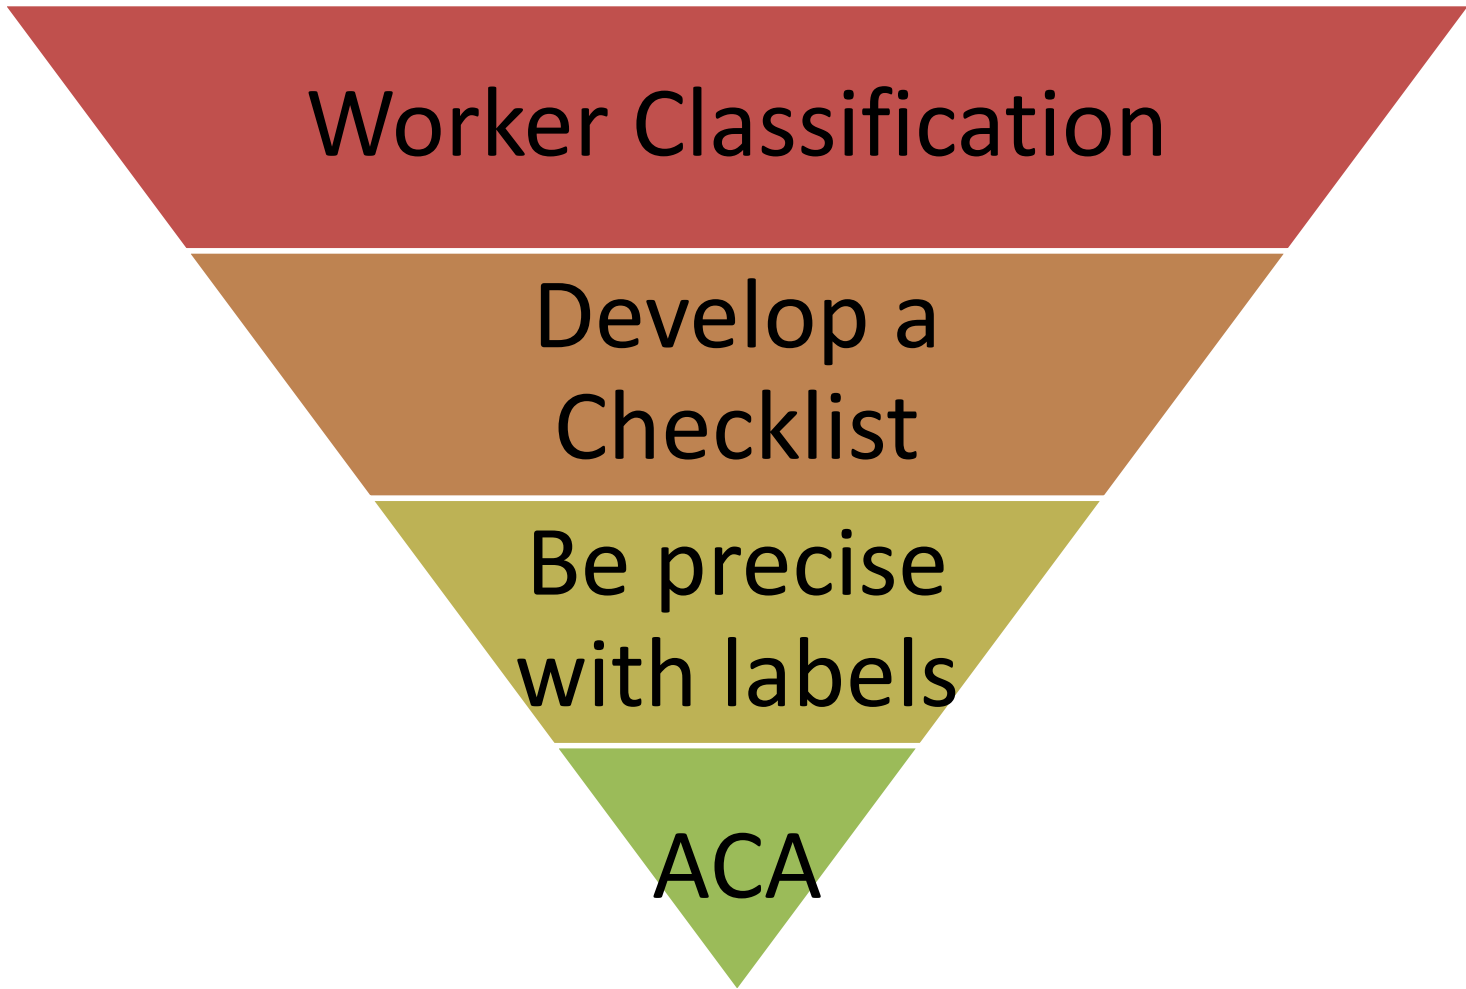 Worker Classification
Develop a
Checklist
Be precise
with labels
ACA